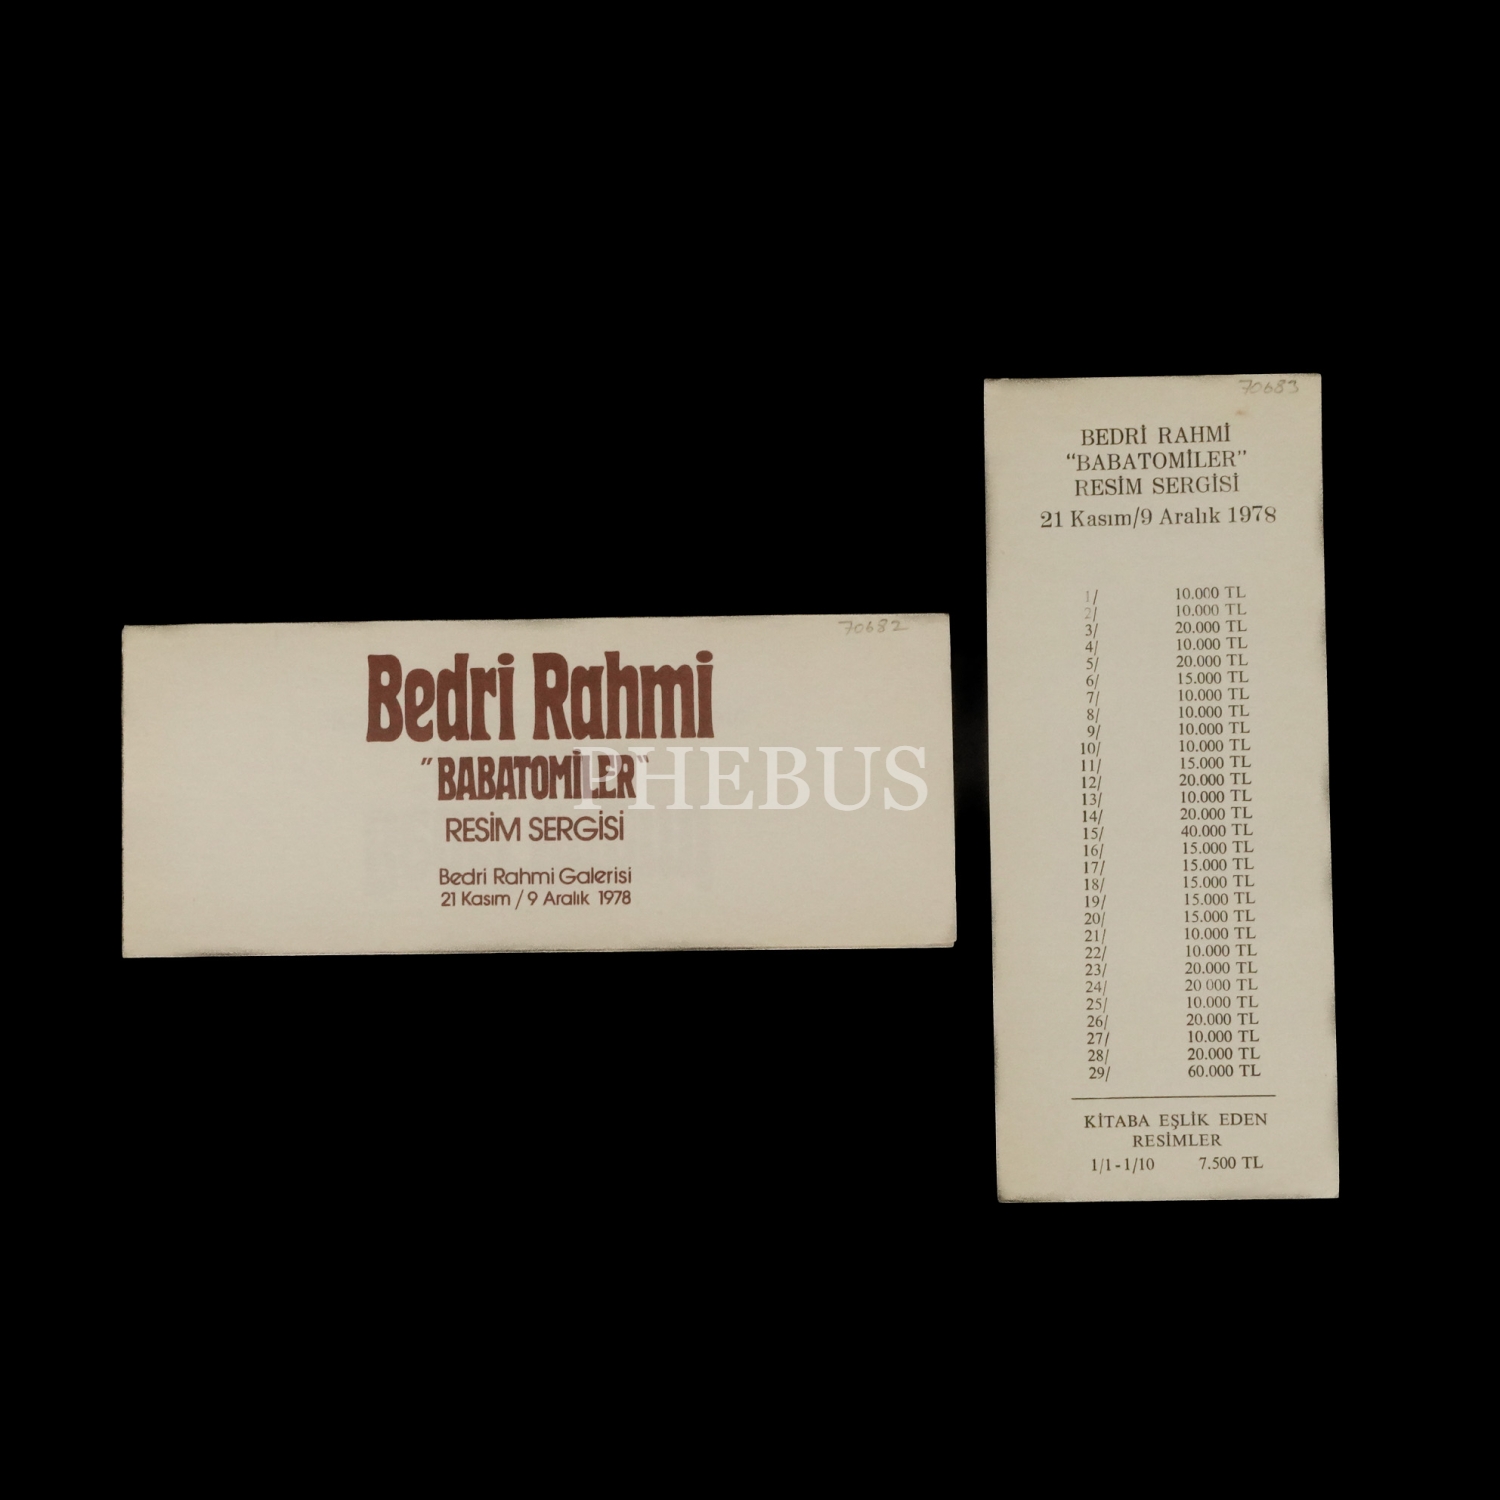 70682
Bedri Rahmi
"BABATOMİLER"
RESİM SERGİSİ
Bedri Rahmi Galerisi
21 Kasım / 9 Aralık 1978
PHEBUS
70683
BEDRİ RAHMİ
“BABATOMİLER”
RESİM SERGİSİ
21 Kasım/9 Aralık 1978
1/ 10.000 TL
2/ 10.000 TL
3/ 20.000 TL
4/ 10.000 TL
5/ 20.000 TL
6/ 15.000 TL
7/ 10.000 TL
8/ 10.000 TL
9/ 10.000 TL
10/ 10.000 TL
11/ 15.000 TL
12/ 20.000 TL
13/ 10.000 TL
14/ 20.000 TL
15/ 40.000 TL
16/ 15.000 TL
17/ 15.000 TL
18/ 15.000 TL
19/ 15.000 TL
20/ 15.000 TL
21/ 10.000 TL
22/ 10.000 TL
23/ 20.000 TL
24/ 20 000 TL
25/ 10.000 TL
26/ 20.000 TL
27/ 10.000 TL
28/ 20.000 TL
29/ 60.000 TL
KİTABA EŞLİK EDEN
RESİMLER
1/1 - 1/10 7.500 TL